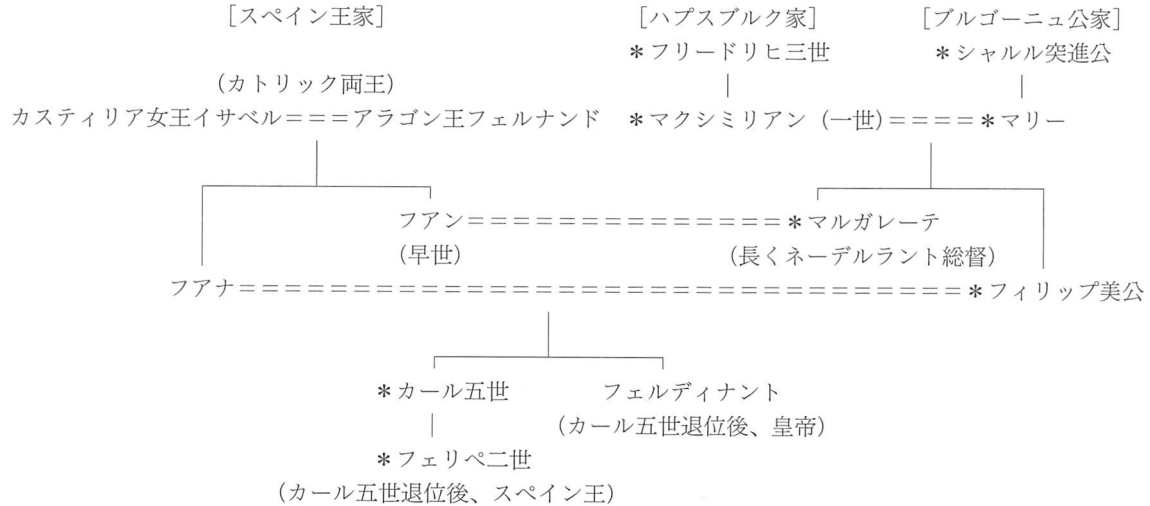 ［スペイン王家］ ［ハプスブルク家］ ［ブルゴーニュ公家］
＊フリードリヒ三世 ＊シャルル突進公
（カトリック両王）
カスティリア女王イサベル＝＝＝アラゴン王フェルナンド ＊マクシミリアン（一世）＝＝＝＝＊マリー
フアン＝＝＝＝＝＝＝＝＝＝＝＝＝＝＊マルガレーテ
（早世） （長くネーデルラント総督）
フアナ＝＝＝＝＝＝＝＝＝＝＝＝＝＝＝＝＝＝＝＝＝＝＝＝＝＝＝＝＝＝＝＝＊フィリップ美公
＊カール五世 フェルディナント
（カール五世退位後、皇帝）
＊フェリペ二世
（カール五世退位後、スペイン王）